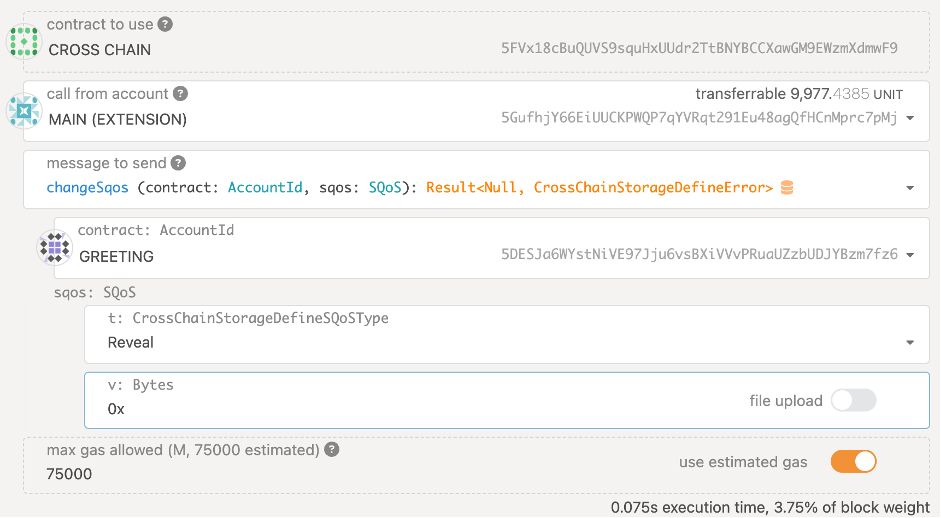 contract to use ?
CROSS CHAIN 5FVx18cBuQUVS9squHxUUdr2TtBNYBCCXawGM9EWzmXdmwF9
call from account ? transferrable 9,977.4385 UNIT
MAIN (EXTENSION) 5GufhjY66EiUUCKPWQP7qYVRqt291Eu48agQfHCnMprc7pMj
message to send ?
changeSqos (contract: AccountId, sqos: SQoS): Result<Null, CrossChainStorageDefineError>
contract: AccountId
GREETING 5DESJa6WYstNiVE97Jju6vsBXiVVvPRuaUZzbUDJYBzm7fz6
sqos: SQoS
t: CrossChainStorageDefineSQoSType
Reveal
v: Bytes
0x file upload
max gas allowed (M, 75000 estimated) ?
75000 use estimated gas
0.075s execution time, 3.75% of block weight